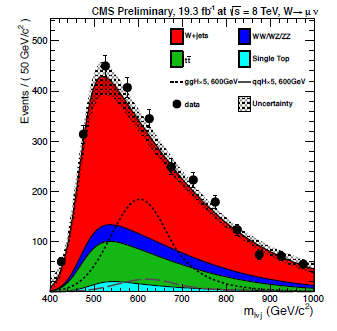 CMS Preliminary, 19.3 fb⁻¹ at √s = 8 TeV, W→ μ ν
Events / ( 50 GeV/c² )
W+jets WW/WZ/ZZ
tt̅ Single Top
ggH×5, 600GeV qqH×5, 600GeV
data Uncertainty
500
400
300
200
100
400 500 600 700 800 900 1000
m_lνj (GeV/c²)